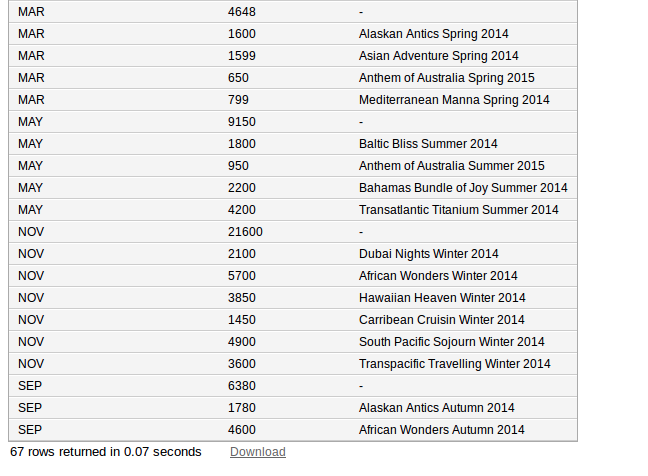 MAR 4648 -
MAR 1600 Alaskan Antics Spring 2014
MAR 1599 Asian Adventure Spring 2014
MAR 650 Anthem of Australia Spring 2015
MAR 799 Mediterranean Manna Spring 2014
MAY 9150 -
MAY 1800 Baltic Bliss Summer 2014
MAY 950 Anthem of Australia Summer 2015
MAY 2200 Bahamas Bundle of Joy Summer 2014
MAY 4200 Transatlantic Titanium Summer 2014
NOV 21600 -
NOV 2100 Dubai Nights Winter 2014
NOV 5700 African Wonders Winter 2014
NOV 3850 Hawaiian Heaven Winter 2014
NOV 1450 Carribean Cruisin Winter 2014
NOV 4900 South Pacific Sojourn Winter 2014
NOV 3600 Transpacific Travelling Winter 2014
SEP 6380 -
SEP 1780 Alaskan Antics Autumn 2014
SEP 4600 African Wonders Autumn 2014
67 rows returned in 0.07 seconds Download